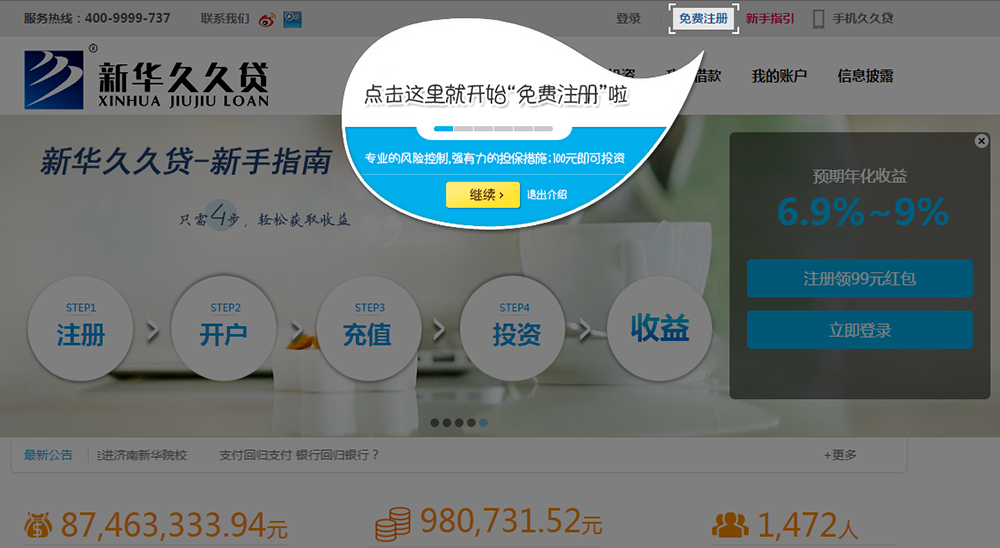 服务热线：400-9999-737 联系我们 登录 免费注册 新手指引 手机久久贷
新华久久贷®
XINHUA JIUJIU LOAN
借款 我的账户 信息披露
点击这里就开始“免费注册”啦
专业的风险控制,强有力的担保措施;100元即可投资
继续 › 退出介绍
新华久久贷-新手指南
只需4步，轻松获取收益
预期年化收益
6.9%~9%
注册领99元红包
立即登录
STEP1 STEP2 STEP3 STEP4
注册 开户 充值 投资 收益
最新公告 进济南新华院校 支付回归支付 银行回归银行？ +更多
87,463,333.94元 980,731.52元 1,472人